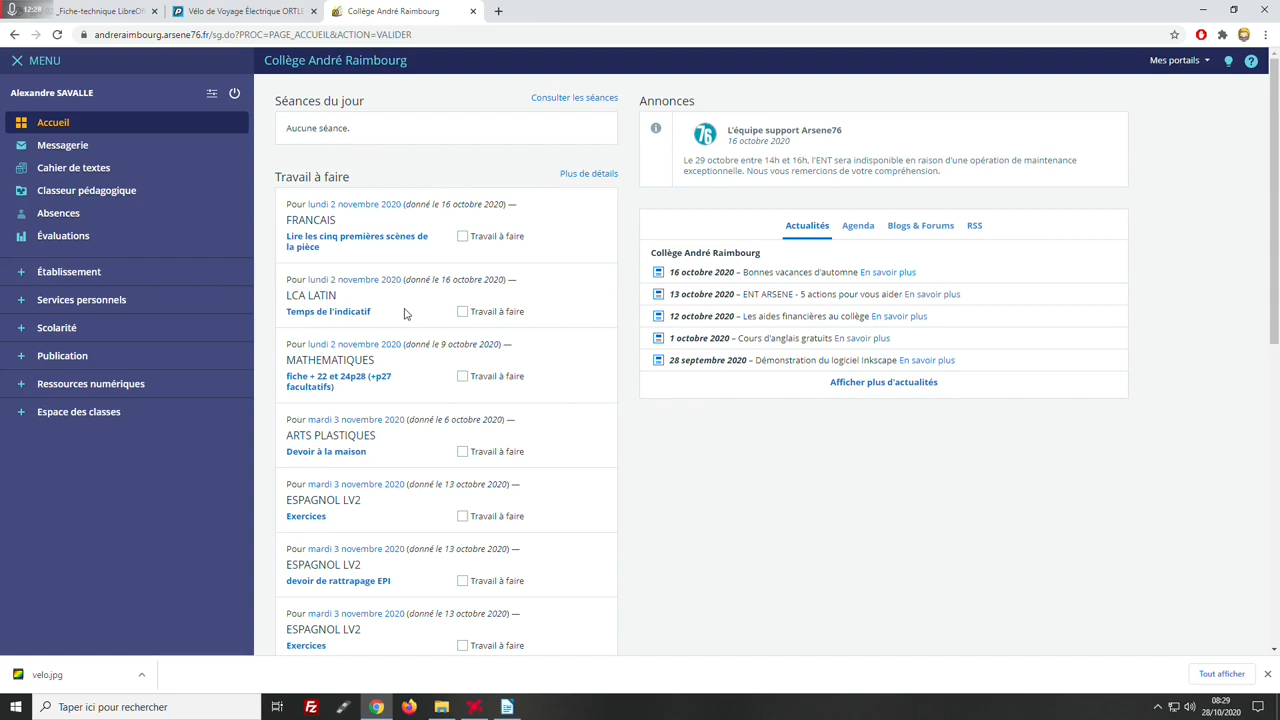 12:28
_Fiche-technique LibreOf
Vélo de Voyage Électrique ORTLE
Collège André Raimbourg
andreraimbourg.arsene76.fr/sg.do?PROC=PAGE_ACCUEIL&ACTION=VALIDER
MENU
Collège André Raimbourg
Mes portails
Alexandre SAVALLE
Accueil
Messagerie
Cahier de textes
Classeur pédagogique
Absences
Évaluations
Établissement
Services personnels
Scolarité
Publication
Ressources numériques
Espace des classes
Séances du jour
Consulter les séances
Aucune séance.
Travail à faire
Plus de détails
Pour lundi 2 novembre 2020 (donné le 16 octobre 2020) —
FRANCAIS
Lire les cinq premières scènes de
la pièce
Travail à faire
Pour lundi 2 novembre 2020 (donné le 16 octobre 2020) —
LCA LATIN
Temps de l'indicatif
Travail à faire
Pour lundi 2 novembre 2020 (donné le 9 octobre 2020) —
MATHEMATIQUES
fiche + 22 et 24p28 (+p27
facultatifs)
Travail à faire
Pour mardi 3 novembre 2020 (donné le 6 octobre 2020) —
ARTS PLASTIQUES
Devoir à la maison
Travail à faire
Pour mardi 3 novembre 2020 (donné le 13 octobre 2020) —
ESPAGNOL LV2
Exercices
Travail à faire
Pour mardi 3 novembre 2020 (donné le 13 octobre 2020) —
ESPAGNOL LV2
devoir de rattrapage EPI
Travail à faire
Pour mardi 3 novembre 2020 (donné le 13 octobre 2020) —
ESPAGNOL LV2
Exercices
Travail à faire
Annonces
76
L'équipe support Arsene76
16 octobre 2020
Le 29 octobre entre 14h et 16h, l'ENT sera indisponible en raison d'une opération de maintenance
exceptionnelle. Nous vous remercions de votre compréhension.
Actualités
Agenda
Blogs & Forums
RSS
Collège André Raimbourg
16 octobre 2020 – Bonnes vacances d'automne En savoir plus
13 octobre 2020 – ENT ARSENE - 5 actions pour vous aider En savoir plus
12 octobre 2020 – Les aides financières au collège En savoir plus
1 octobre 2020 – Cours d'anglais gratuits En savoir plus
28 septembre 2020 – Démonstration du logiciel Inkscape En savoir plus
Afficher plus d'actualités
velo.jpg
Tout afficher
Taper ici pour rechercher
08:29
28/10/2020